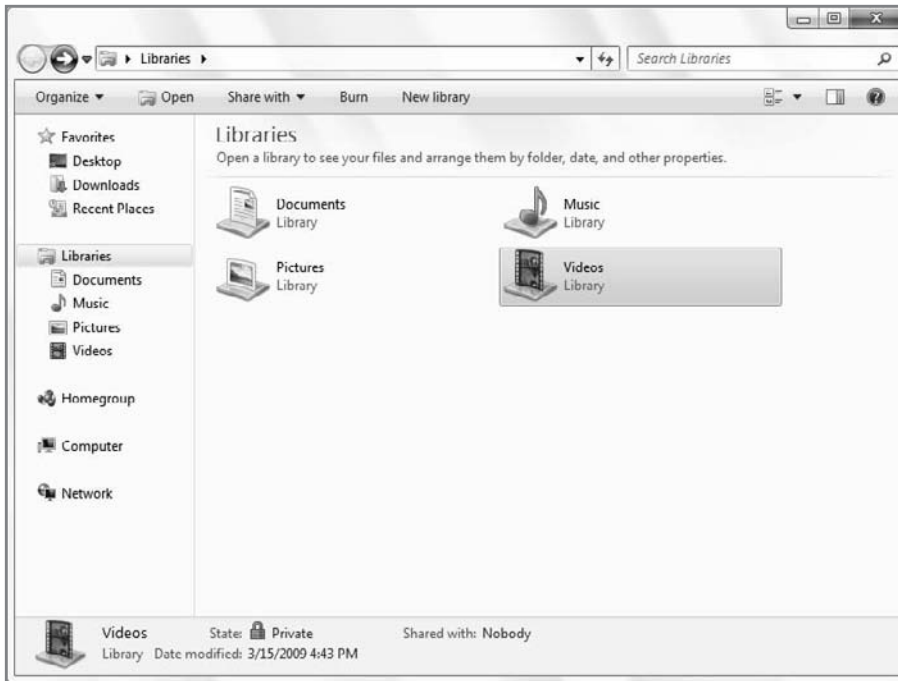 Libraries
Search Libraries
Organize Open Share with Burn New library
Favorites
Desktop
Downloads
Recent Places
Libraries
Documents
Music
Pictures
Videos
Homegroup
Computer
Network
Libraries
Open a library to see your files and arrange them by folder, date, and other properties.
Documents
Library
Music
Library
Pictures
Library
Videos
Library
Videos State: Private Shared with: Nobody
Library Date modified: 3/15/2009 4:43 PM